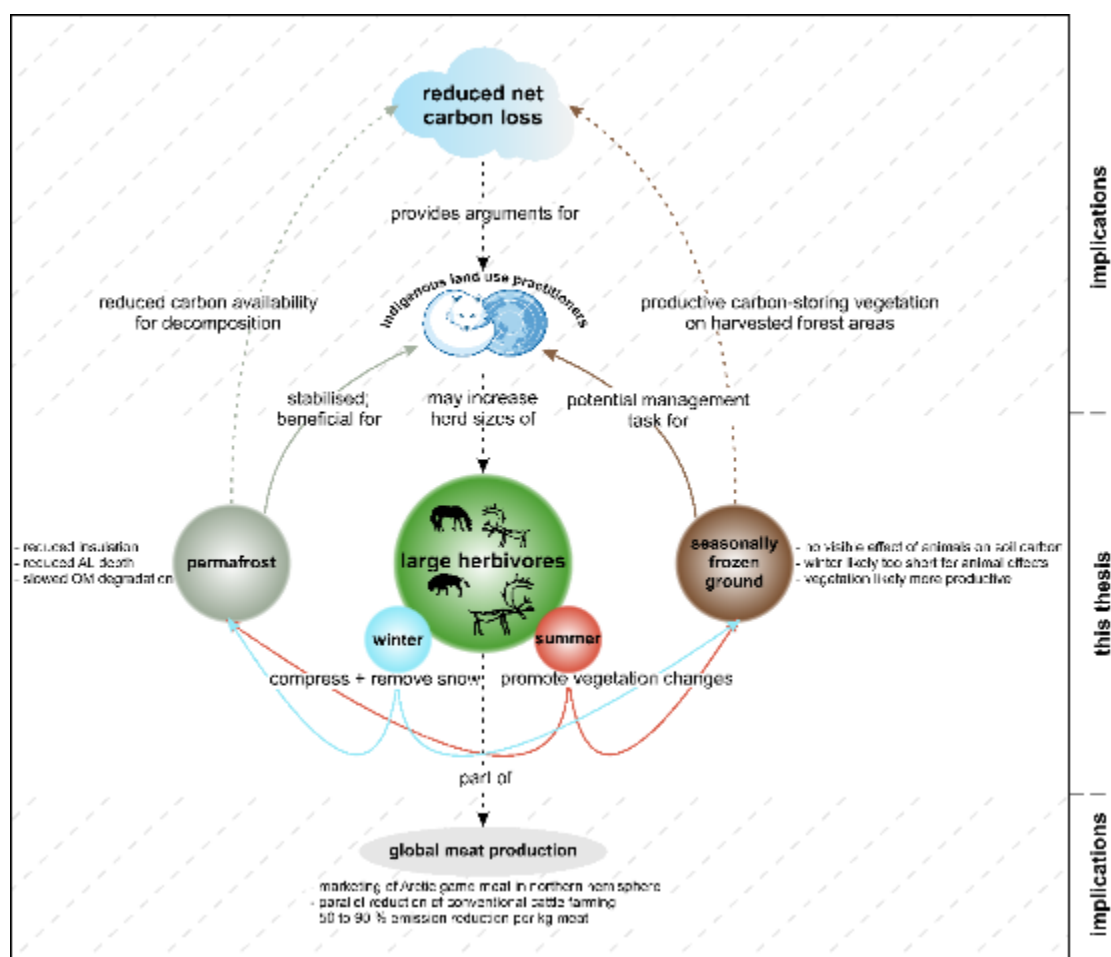 reduced net
carbon loss
provides arguments for
Indigenous land use practitioners
reduced carbon availability
for decomposition
productive carbon-storing vegetation
on harvested forest areas
stabilised;
beneficial for
may increase
herd sizes of
potential management
task for
permafrost
- reduced insulation
- reduced AL depth
- slowed OM degradation
large herbivores
seasonally
frozen
ground
- no visible effect of animals on soil carbon
- winter likely too short for animal effects
- vegetation likely more productive
winter
summer
compress + remove snow
promote vegetation changes
part of
global meat production
- marketing of Arctic game meat in northern hemisphere
- parallel reduction of conventional cattle farming
- 50 to 90 % emission reduction per kg meat
implications
this thesis
implications